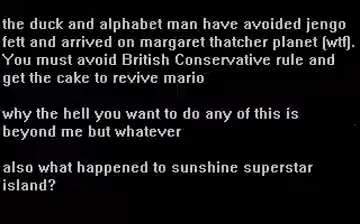 the duck and alphabet man have avoided jengo
fett and arrived on margaret thatcher planet (wtf).
You must avoid British Conservative rule and
get the cake to revive mario
why the hell you want to do any of this is
beyond me but whatever
also what happened to sunshine superstar
island?